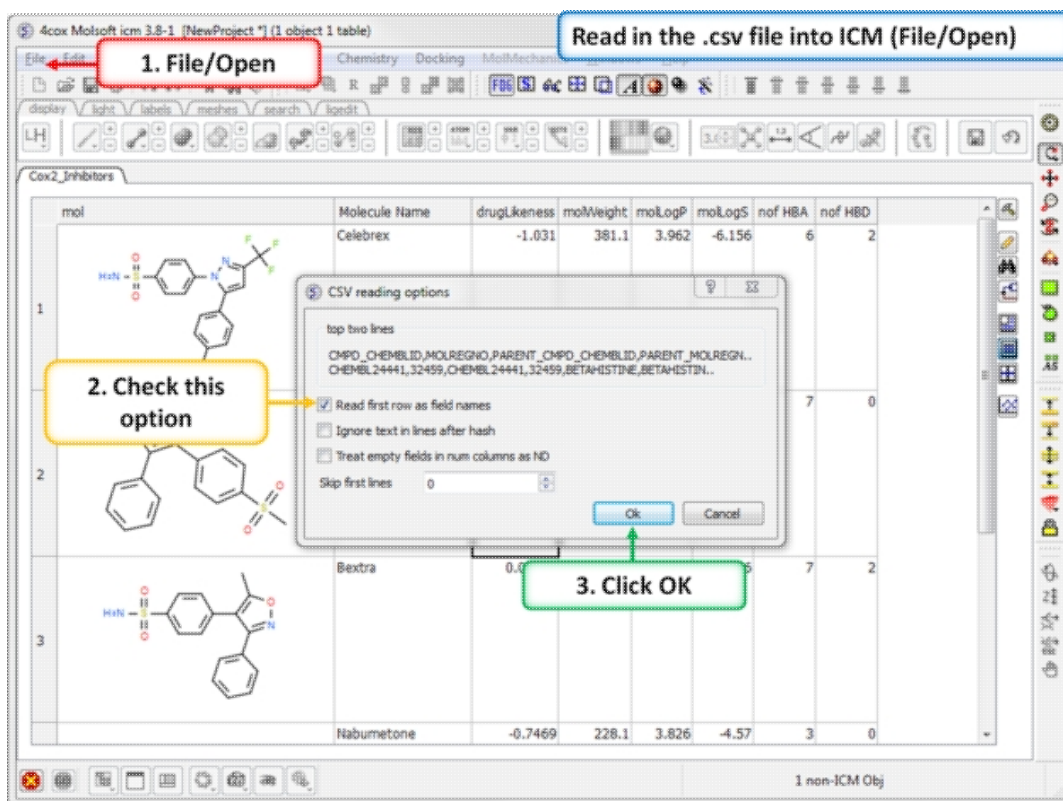 4cox Molsoft icm 3.8-1 [NewProject *] (1 object 1 table)
Read in the .csv file into ICM (File/Open)
File Edit Chemistry Docking
1. File/Open
display light labels meshes search ligedit
Cox2_Inhibitors
mol Molecule Name drugLikeness molWeight molLogP molLogS nof HBA nof HBD
1 Celebrex -1.031 381.1 3.962 -6.156 6 2
CSV reading options
top two lines
CMPD_CHEMBLID,MOLREGNO,PARENT_CMPD_CHEMBLID,PARENT_MOLREGN..
CHEMBL24441,32459,CHEMBL24441,32459,BETAHISTINE,BETAHISTIN..
2. Check this
option
Read first row as field names
Ignore text in lines after hash
Treat empty fields in num columns as ND
Skip first lines 0
Ok Cancel
2 7 0
3. Click OK
3 Bextra 7 2
Nabumetone -0.7469 228.1 3.826 -4.57 3 0
1 non-ICM Obj